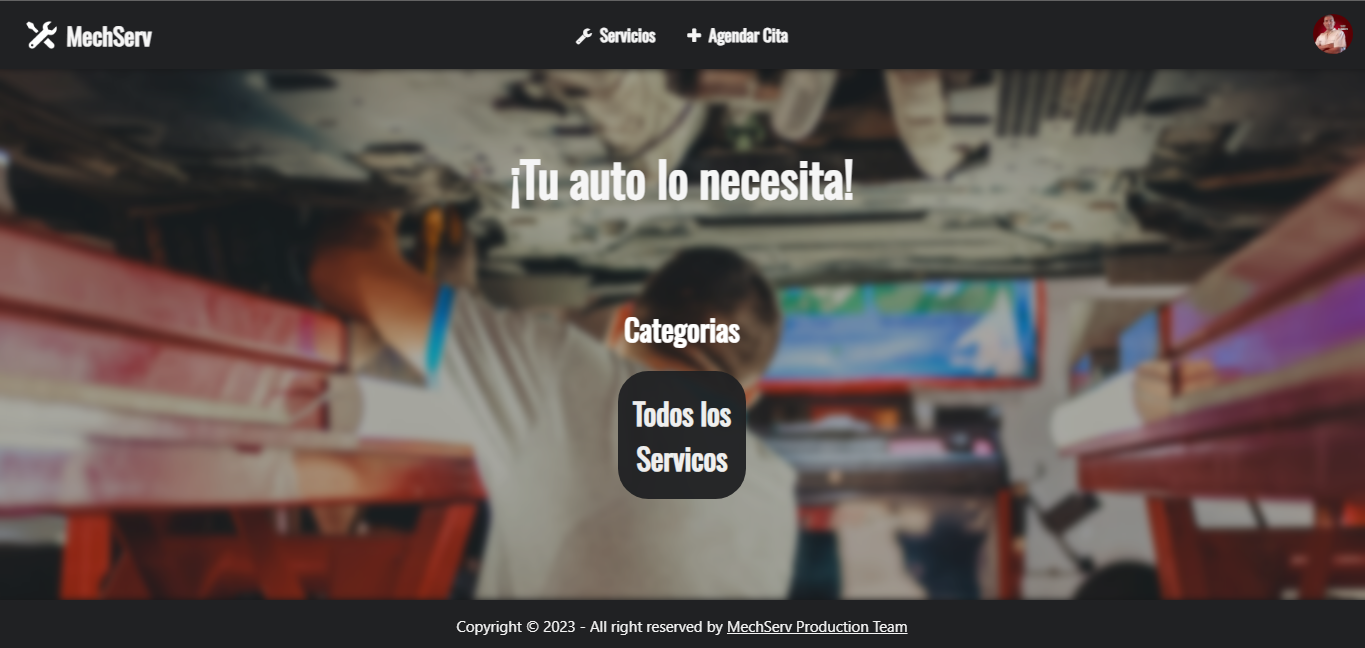 MechServ
Servicios
Agendar Cita
¡Tu auto lo necesita!
Categorias
Todos los
Servicos
Copyright © 2023 - All right reserved by MechServ Production Team